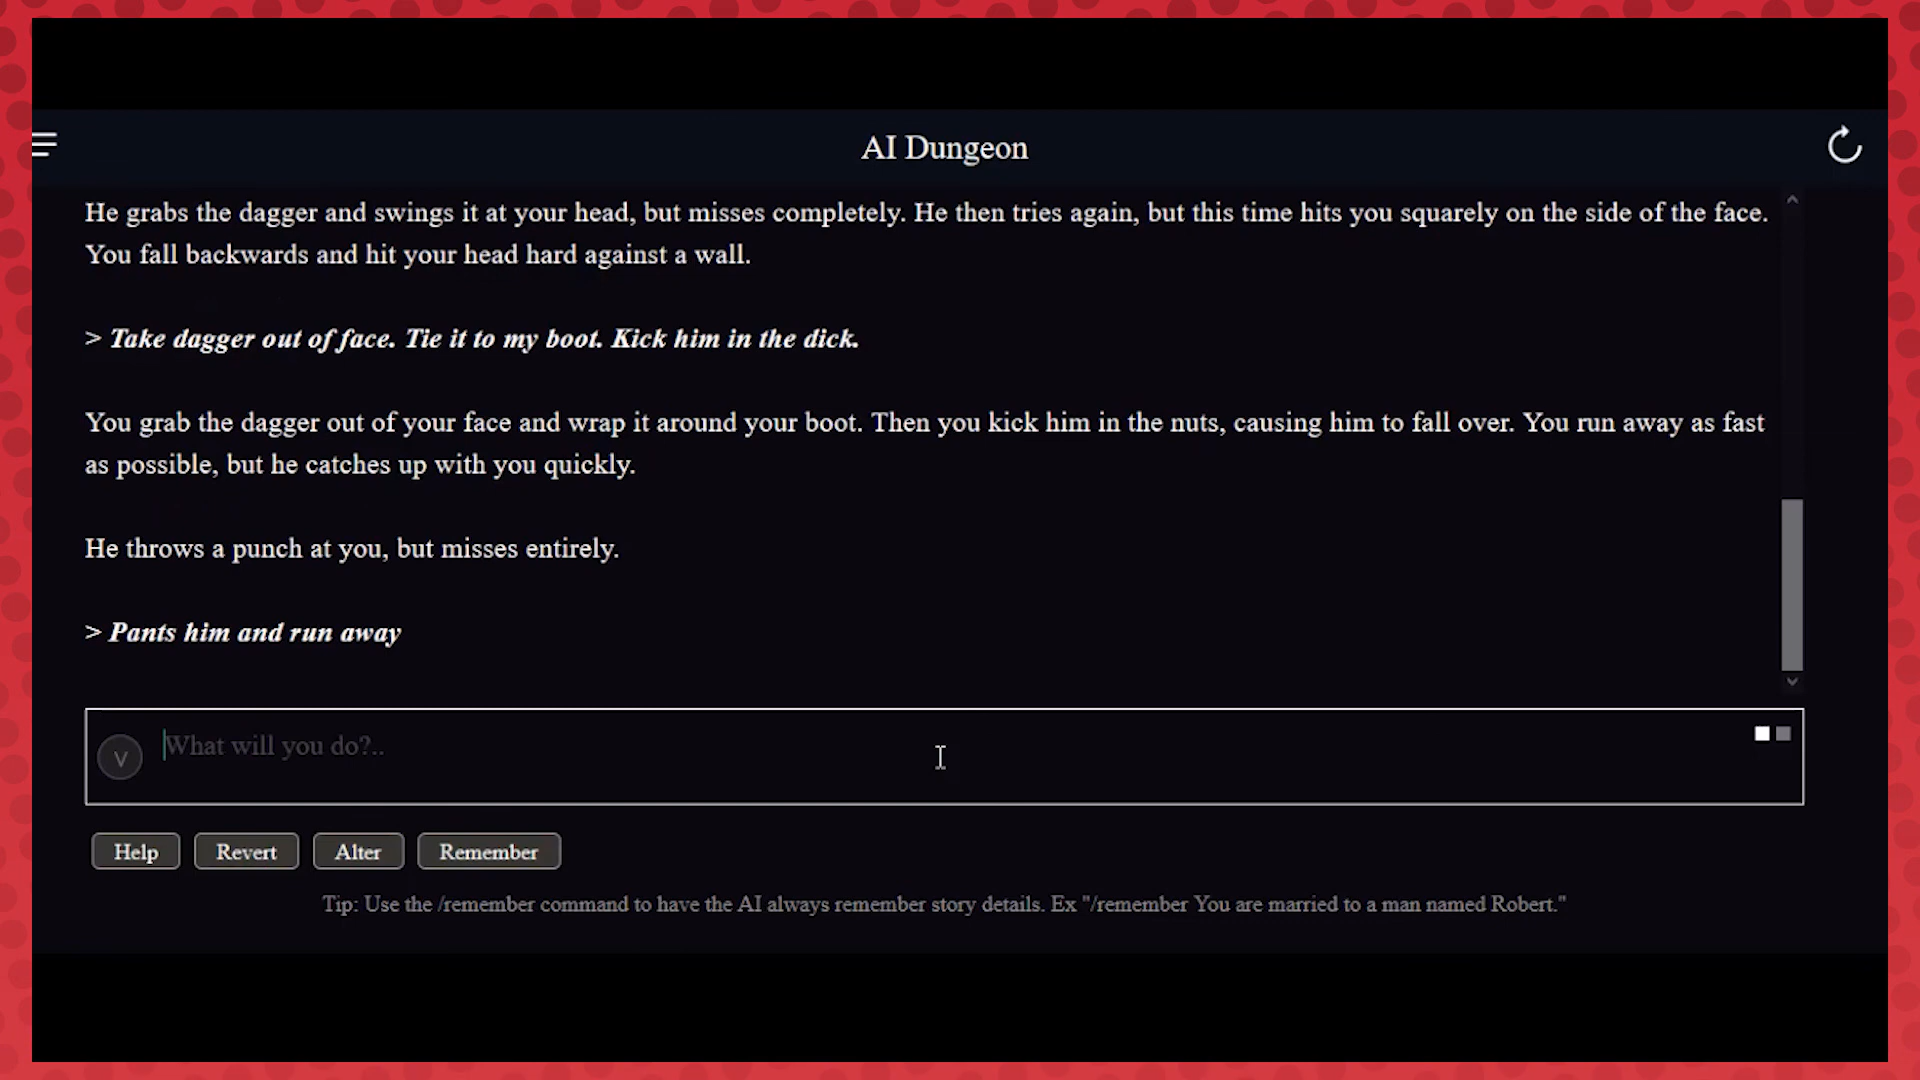 AI Dungeon
He grabs the dagger and swings it at your head, but misses completely. He then tries again, but this time hits you squarely on the side of the face.
You fall backwards and hit your head hard against a wall.
> Take dagger out of face. Tie it to my boot. Kick him in the dick.
You grab the dagger out of your face and wrap it around your boot. Then you kick him in the nuts, causing him to fall over. You run away as fast
as possible, but he catches up with you quickly.
He throws a punch at you, but misses entirely.
> Pants him and run away
V What will you do?..
Help Revert Alter Remember
Tip: Use the /remember command to have the AI always remember story details. Ex "/remember You are married to a man named Robert."